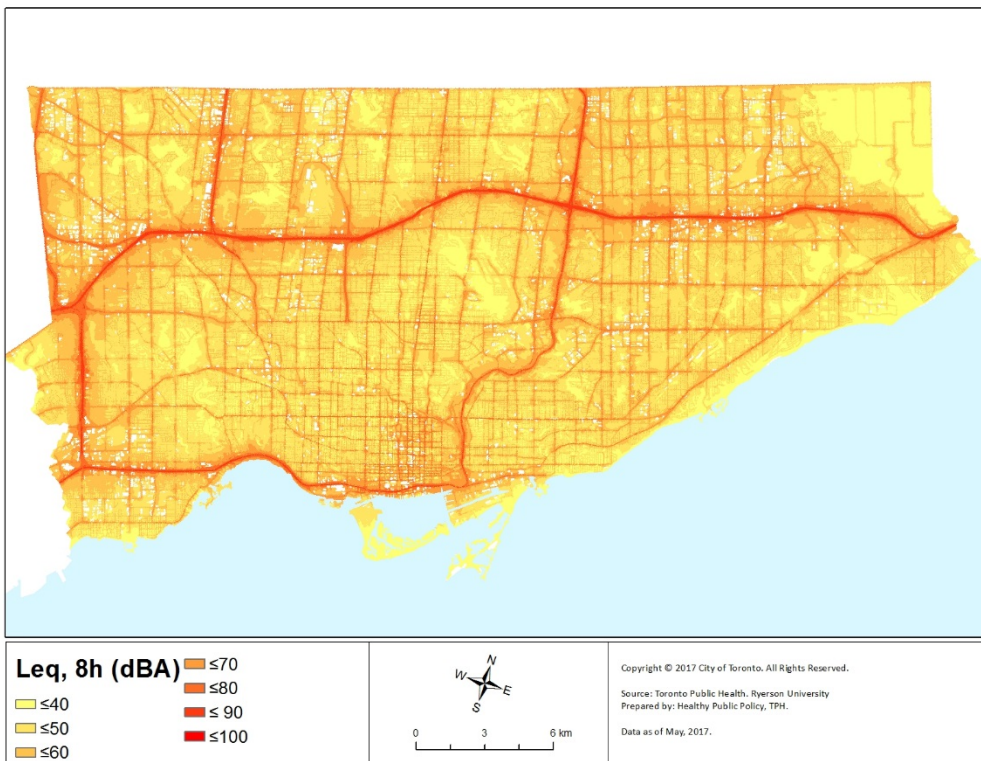 Leq, 8h (dBA)
≤40
≤50
≤60
≤70
≤80
≤ 90
≤100
N
W
E
S
0 3 6 km
Copyright © 2017 City of Toronto. All Rights Reserved.
Source: Toronto Public Health. Ryerson University
Prepared by: Healthy Public Policy, TPH.
Data as of May, 2017.